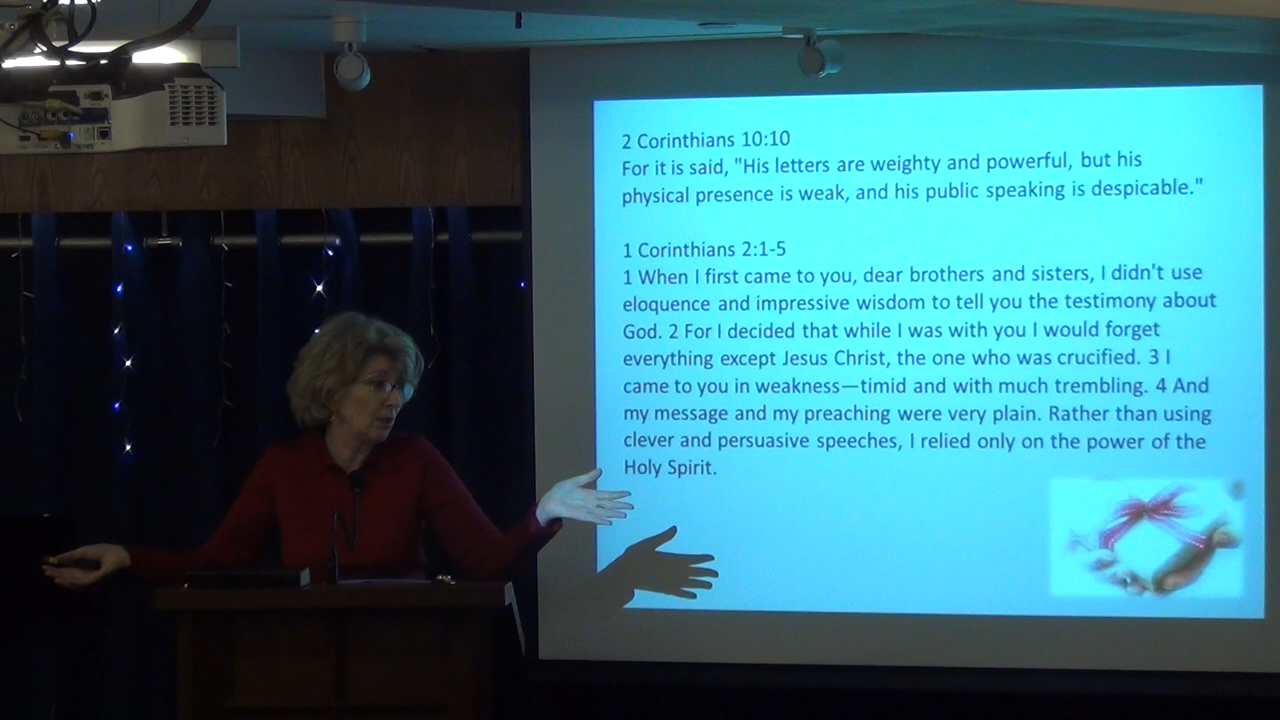 2 Corinthians 10:10
For it is said, "His letters are weighty and powerful, but his
physical presence is weak, and his public speaking is despicable."
1 Corinthians 2:1-5
1 When I first came to you, dear brothers and sisters, I didn't use
eloquence and impressive wisdom to tell you the testimony about
God. 2 For I decided that while I was with you I would forget
everything except Jesus Christ, the one who was crucified. 3 I
came to you in weakness—timid and with much trembling. 4 And
my message and my preaching were very plain. Rather than using
clever and persuasive speeches, I relied only on the power of the
Holy Spirit.